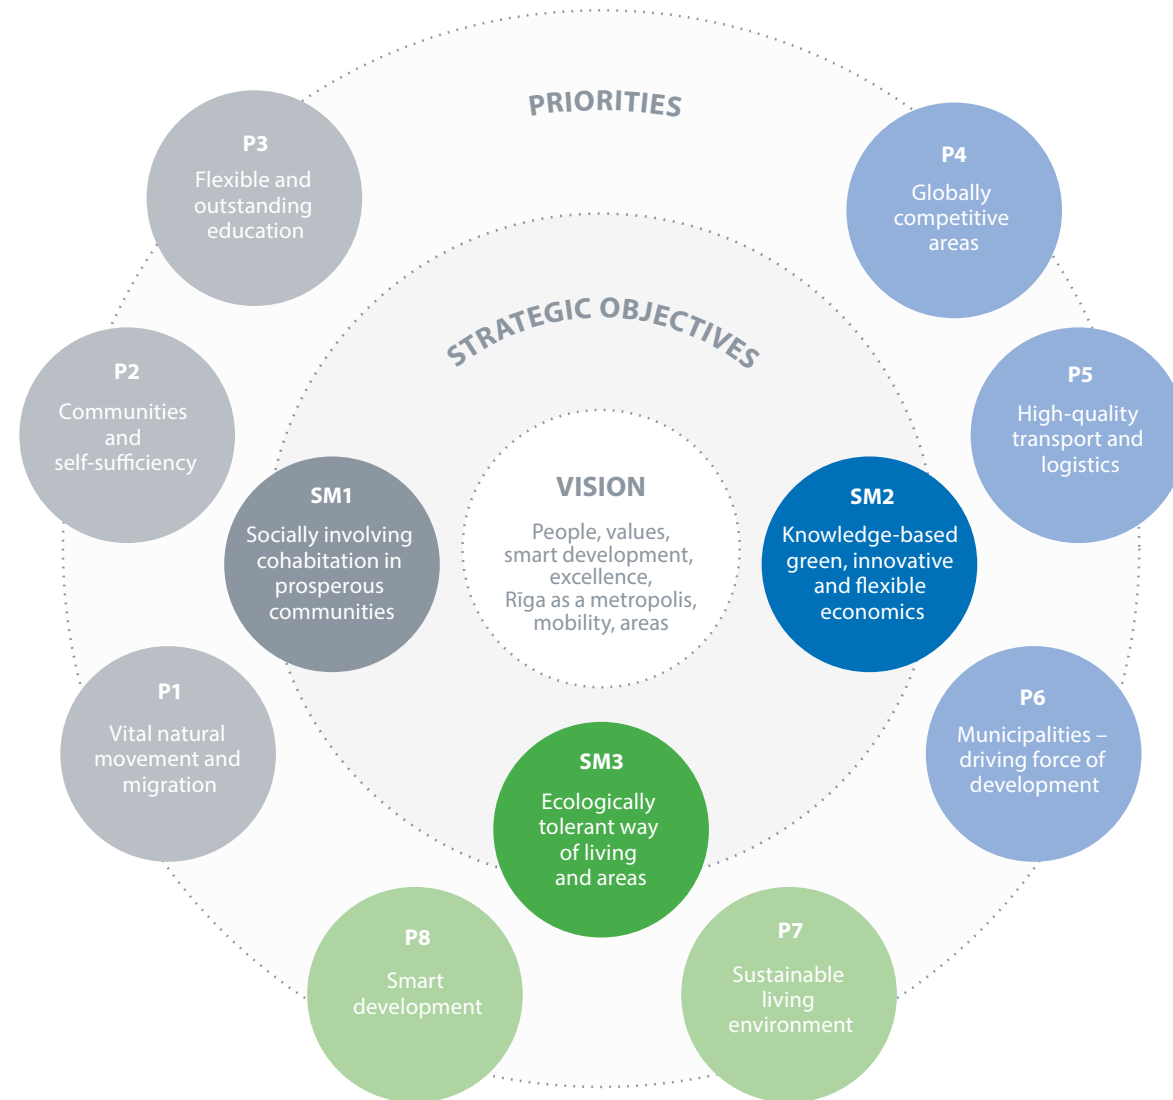 PRIORITIES
P3
Flexible and
outstanding
education
P4
Globally
competitive
areas
STRATEGIC OBJECTIVES
P2
Communities
and
self-sufficiency
P5
High-quality
transport and
logistics
SM1
Socially involving
cohabitation in
prosperous
communities
VISION
People, values,
smart development,
excellence,
Rīga as a metropolis,
mobility, areas
SM2
Knowledge-based
green, innovative
and flexible
economics
P1
Vital natural
movement and
migration
P6
Municipalities –
driving force of
development
SM3
Ecologically
tolerant way
of living
and areas
P8
Smart
development
P7
Sustainable
living
environment